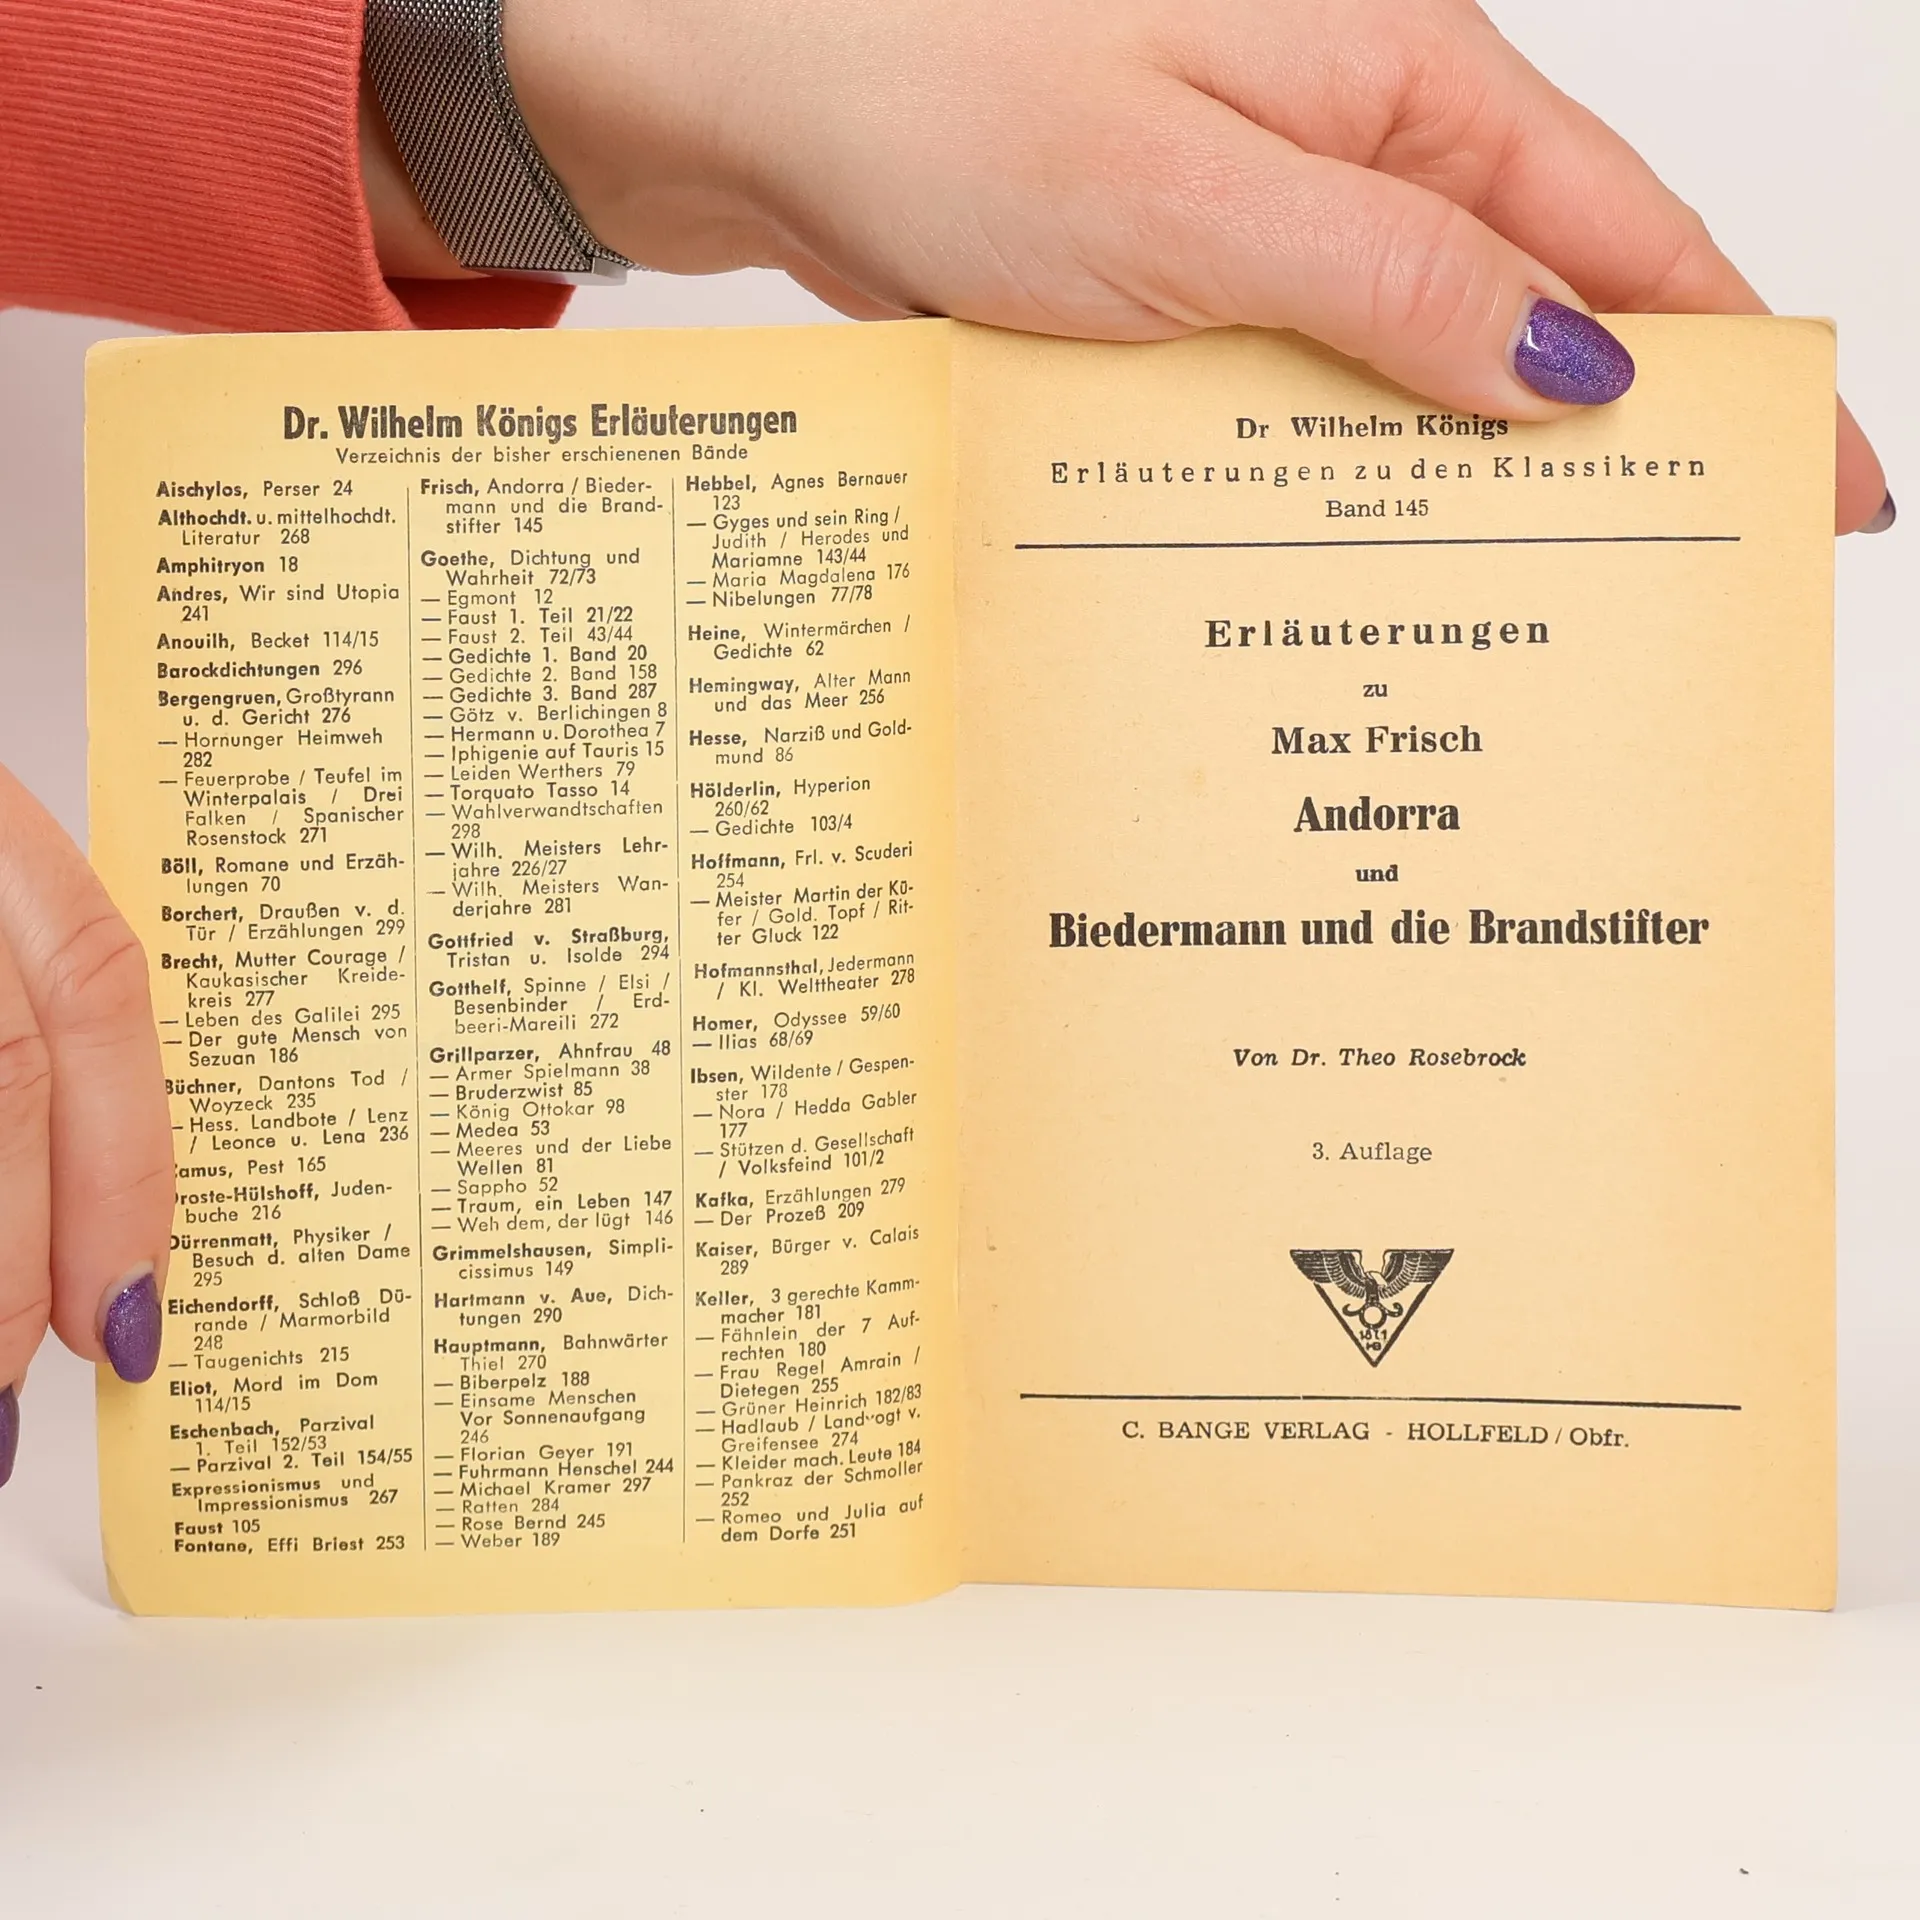 Dr. Wilhelm Königs Erläuterungen
Verzeichnis der bisher erschienenen Bände
Aischylos, Perser 24
Althochdt. u. mittelhochdt.
Literatur 268
Amphitryon 18
Andres, Wir sind Utopia
241
Anouilh, Becket 114/15
Barockdichtungen 296
Bergengruen, Großtyrann
u. d. Gericht 276
— Hornunger Heimweh
282
— Feuerprobe / Teufel im
Winterpalais / Drei
Falken / Spanischer
Rosenstock 271
Böll, Romane und Erzäh-
lungen 70
Borchert, Draußen v. d.
Tür / Erzählungen 299
Brecht, Mutter Courage /
Kaukasischer Kreide-
kreis 277
— Leben des Galilei 295
— Der gute Mensch von
Sezuan 186
Büchner, Dantons Tod /
Woyzeck 235
— Hess. Landbote / Lenz
/ Leonce u. Lena 236
amus, Pest 165
roste-Hülshoff, Juden-
buche 216
Dürrenmatt, Physiker /
Besuch d. alten Dame
295
Eichendorff, Schloß Dü-
rande / Marmorbild
248
— Taugenichts 215
Eliot, Mord im Dom
114/15
Eschenbach, Parzival
1. Teil 152/53
— Parzival 2. Teil 154/55
Expressionismus und
Impressionismus 267
Faust 105
Fontane, Effi Briest 253
Frisch, Andorra / Bieder-
mann und die Brand-
stifter 145
Goethe, Dichtung und
Wahrheit 72/73
— Egmont 12
— Faust 1. Teil 21/22
— Faust 2. Teil 43/44
— Gedichte 1. Band 20
— Gedichte 2. Band 158
— Gedichte 3. Band 287
— Götz v. Berlichingen 8
— Hermann u. Dorothea 7
— Iphigenie auf Tauris 15
— Leiden Werthers 79
— Torquato Tasso 14
— Wahlverwandtschaften
298
— Wilh. Meisters Lehr-
jahre 226/27
— Wilh. Meisters Wan-
derjahre 281
Gottfried v. Straßburg,
Tristan u. Isolde 294
Gotthelf, Spinne / Elsi /
Besenbinder / Erd-
beeri-Mareili 272
Grillparzer, Ahnfrau 48
— Armer Spielmann 38
— Bruderzwist 85
— König Ottokar 98
— Medea 53
— Meeres und der Liebe
Wellen 81
— Sappho 52
— Traum, ein Leben 147
— Weh dem, der lügt 146
Grimmelshausen, Simpli-
cissimus 149
Hartmann v. Aue, Dich-
tungen 290
Hauptmann, Bahnwärter
Thiel 270
— Biberpelz 188
— Einsame Menschen
Vor Sonnenaufgang
246
— Florian Geyer 191
— Fuhrmann Henschel 244
— Michael Kramer 297
— Ratten 284
— Rose Bernd 245
— Weber 189
Hebbel, Agnes Bernauer
123
— Gyges und sein Ring /
Judith / Herodes und
Mariamne 143/44
— Maria Magdalena 176
— Nibelungen 77/78
Heine, Wintermärchen /
Gedichte 62
Hemingway, Alter Mann
und das Meer 256
Hesse, Narziß und Gold-
mund 86
Hölderlin, Hyperion
260/62
— Gedichte 103/4
Hoffmann, Frl. v. Scuderi
254
— Meister Martin der Kü-
fer / Gold. Topf / Rit-
ter Gluck 122
Hofmannsthal, Jedermann
/ Kl. Welttheater 278
Homer, Odyssee 59/60
— Ilias 68/69
Ibsen, Wildente / Gespen-
ster 178
— Nora / Hedda Gabler
177
— Stützen d. Gesellschaft
/ Volksfeind 101/2
Kafka, Erzählungen 279
— Der Prozeß 209
Kaiser, Bürger v. Calais
289
Keller, 3 gerechte Kamm-
macher 181
— Fähnlein der 7 Auf-
rechten 180
— Frau Regel Amrain /
Dietegen 255
— Grüner Heinrich 182/83
— Hadlaub / Landvogt v.
Greifensee 274
— Kleider mach. Leute 184
— Pankraz der Schmoller
252
— Romeo und Julia auf
dem Dorfe 251
Dr Wilhelm Königs
Erläuterungen zu den Klassikern
Band 145
Erläuterungen
zu
Max Frisch
Andorra
und
Biedermann und die Brandstifter
Von Dr. Theo Rosebrock
3. Auflage
1871
HB
C. BANGE VERLAG - HOLLFELD / Obfr.